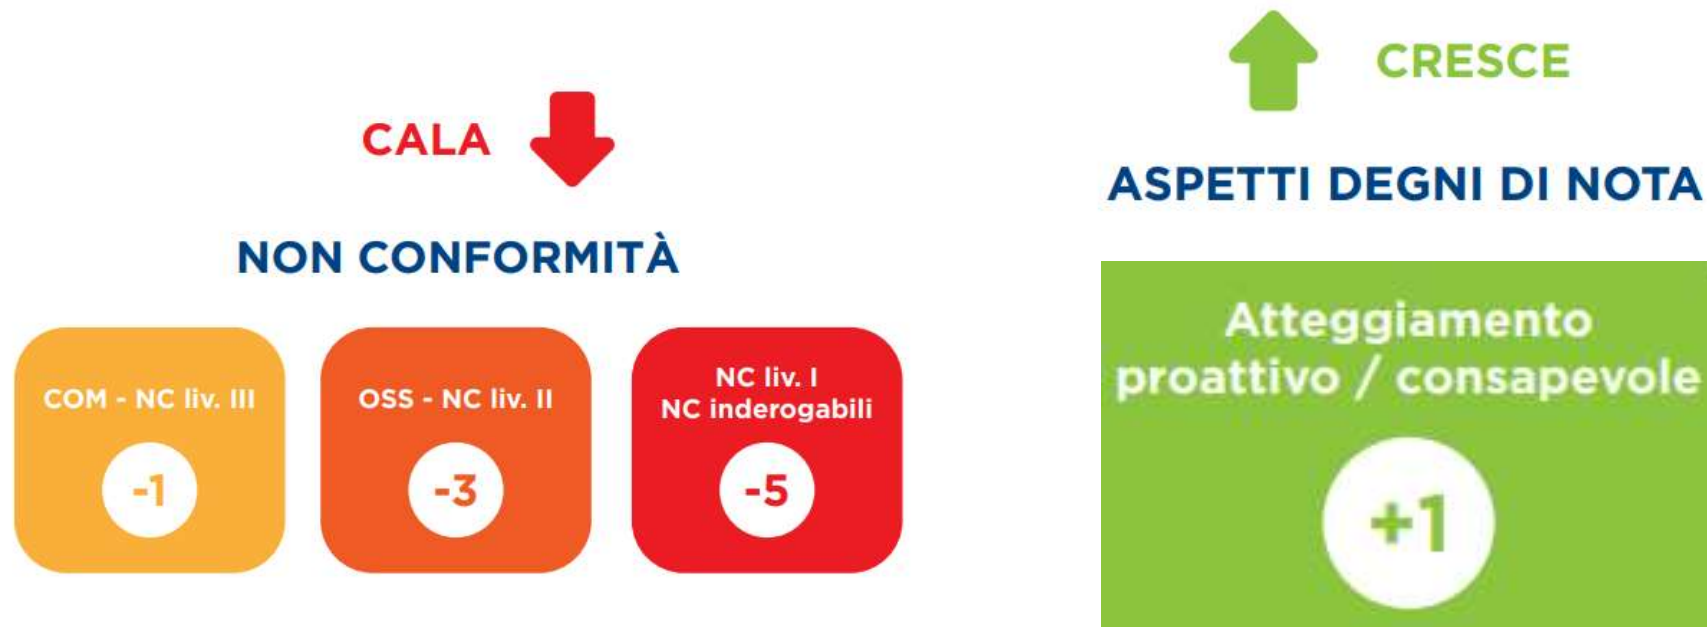 CALA
NON CONFORMITÀ
COM - NC liv. III
-1
OSS - NC liv. II
-3
NC liv. I
NC inderogabili
-5
CRESCE
ASPETTI DEGNI DI NOTA
Atteggiamento
proattivo / consapevole
+1